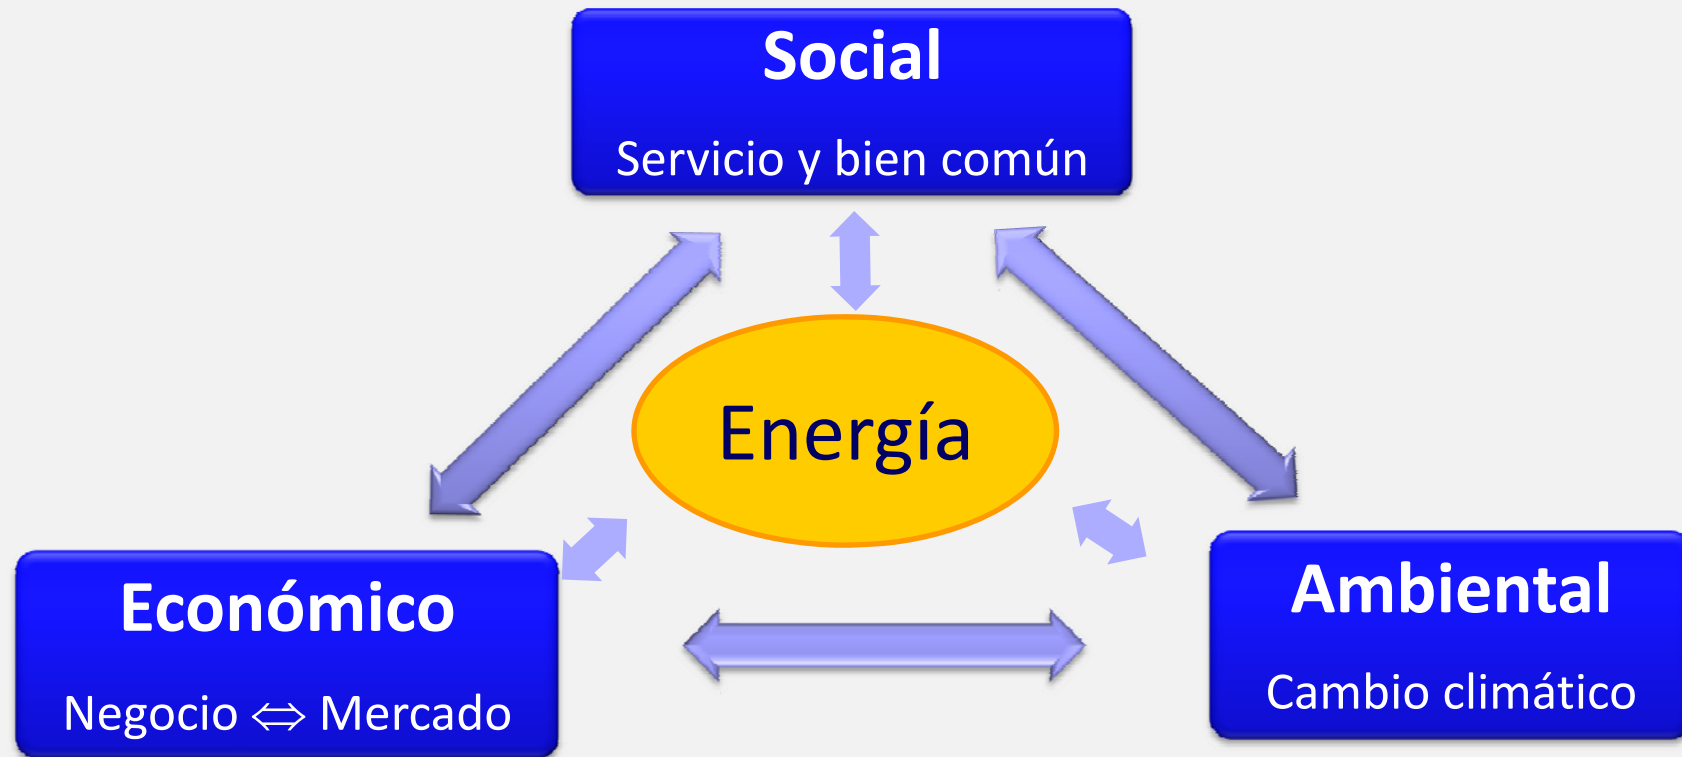 Social
Servicio y bien común
Energía
Económico
Negocio ⇔ Mercado
Ambiental
Cambio climático